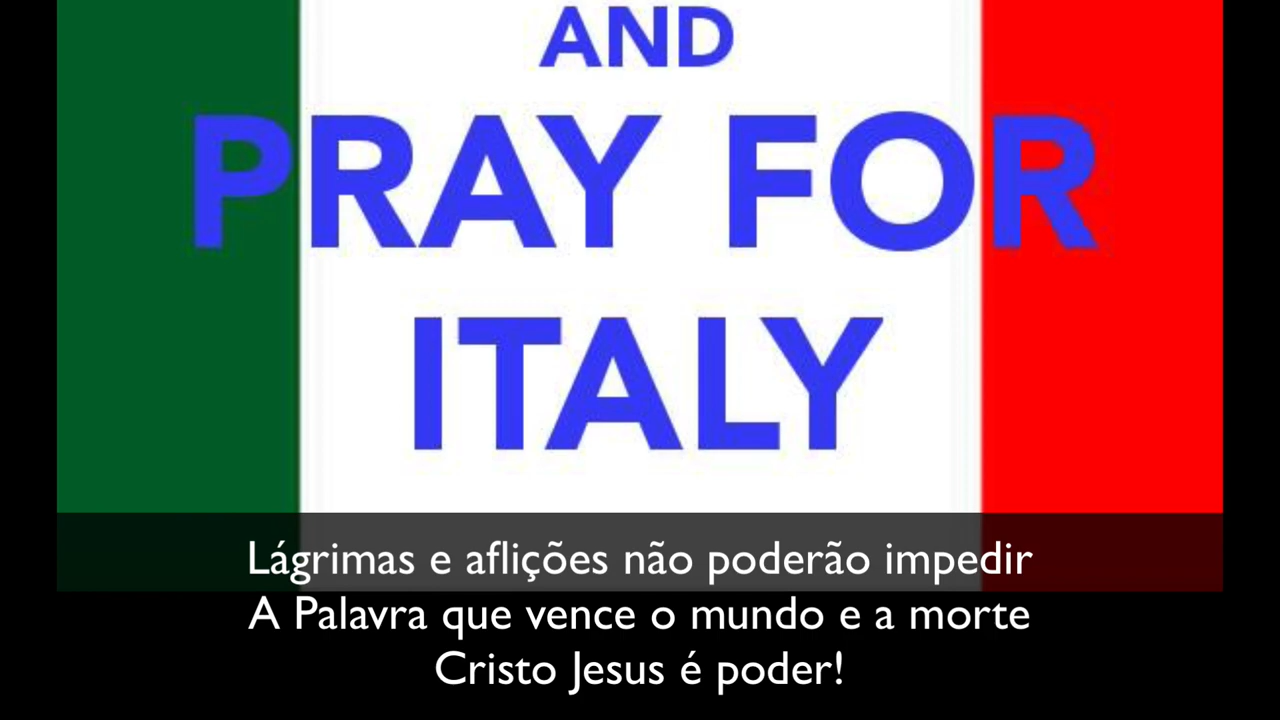 AND
PRAY FOR
ITALY
Lágrimas e aflições não poderão impedir
A Palavra que vence o mundo e a morte
Cristo Jesus é poder!